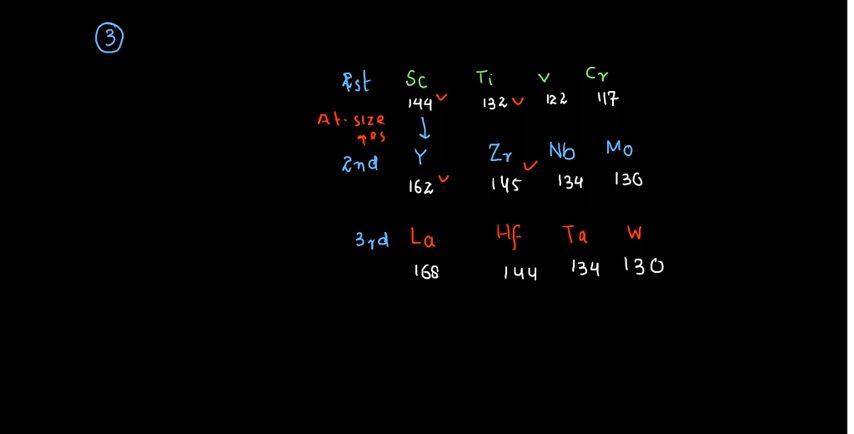 3
1st Sc Ti V Cr
144 132 122 117
At. size
↑es
2nd Y Zr Nb Mo
162 145 134 130
3rd La Hf Ta W
168 144 134 130